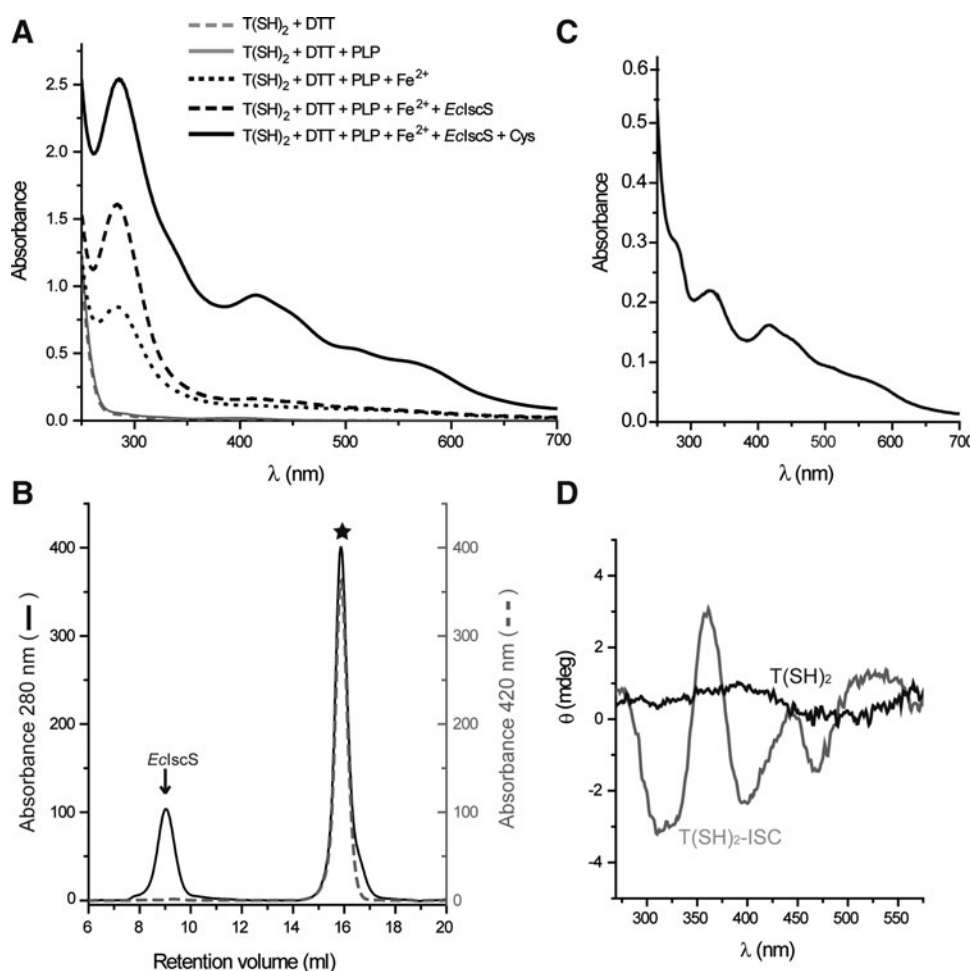 A
T(SH)₂ + DTT
T(SH)₂ + DTT + PLP
T(SH)₂ + DTT + PLP + Fe²⁺
T(SH)₂ + DTT + PLP + Fe²⁺ + EcIscS
T(SH)₂ + DTT + PLP + Fe²⁺ + EcIscS + Cys
2.5
2.0
1.5
1.0
0.5
0.0
Absorbance
300 400 500 600 700
λ (nm)
C
0.6
0.5
0.4
0.3
0.2
0.1
0.0
Absorbance
300 400 500 600 700
λ (nm)
B
400
300
200
100
0
Absorbance 280 nm ( )
EcIscS
400
300
200
100
0
Absorbance 420 nm ( )
6 8 10 12 14 16 18 20
Retention volume (ml)
D
4
2
0
-2
-4
θ (mdeg)
T(SH)₂
T(SH)₂-ISC
300 350 400 450 500 550
λ (nm)